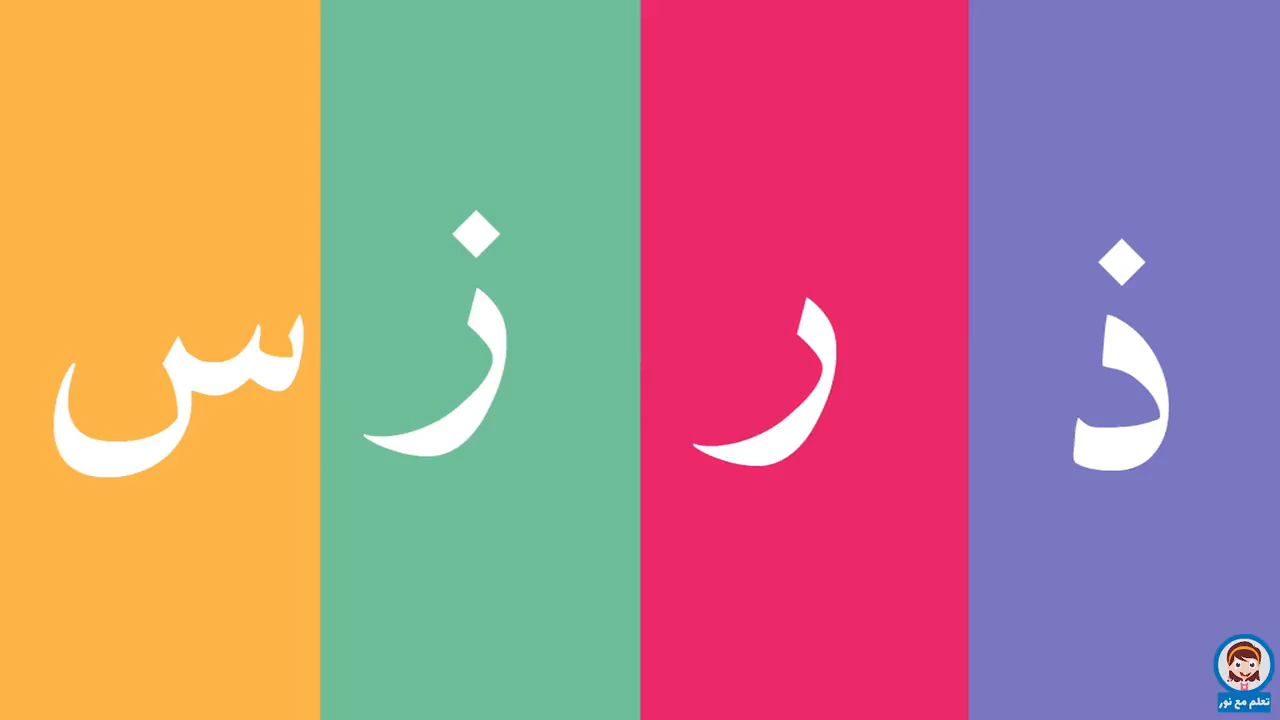 ذ ر ز س
تعلم مع نور